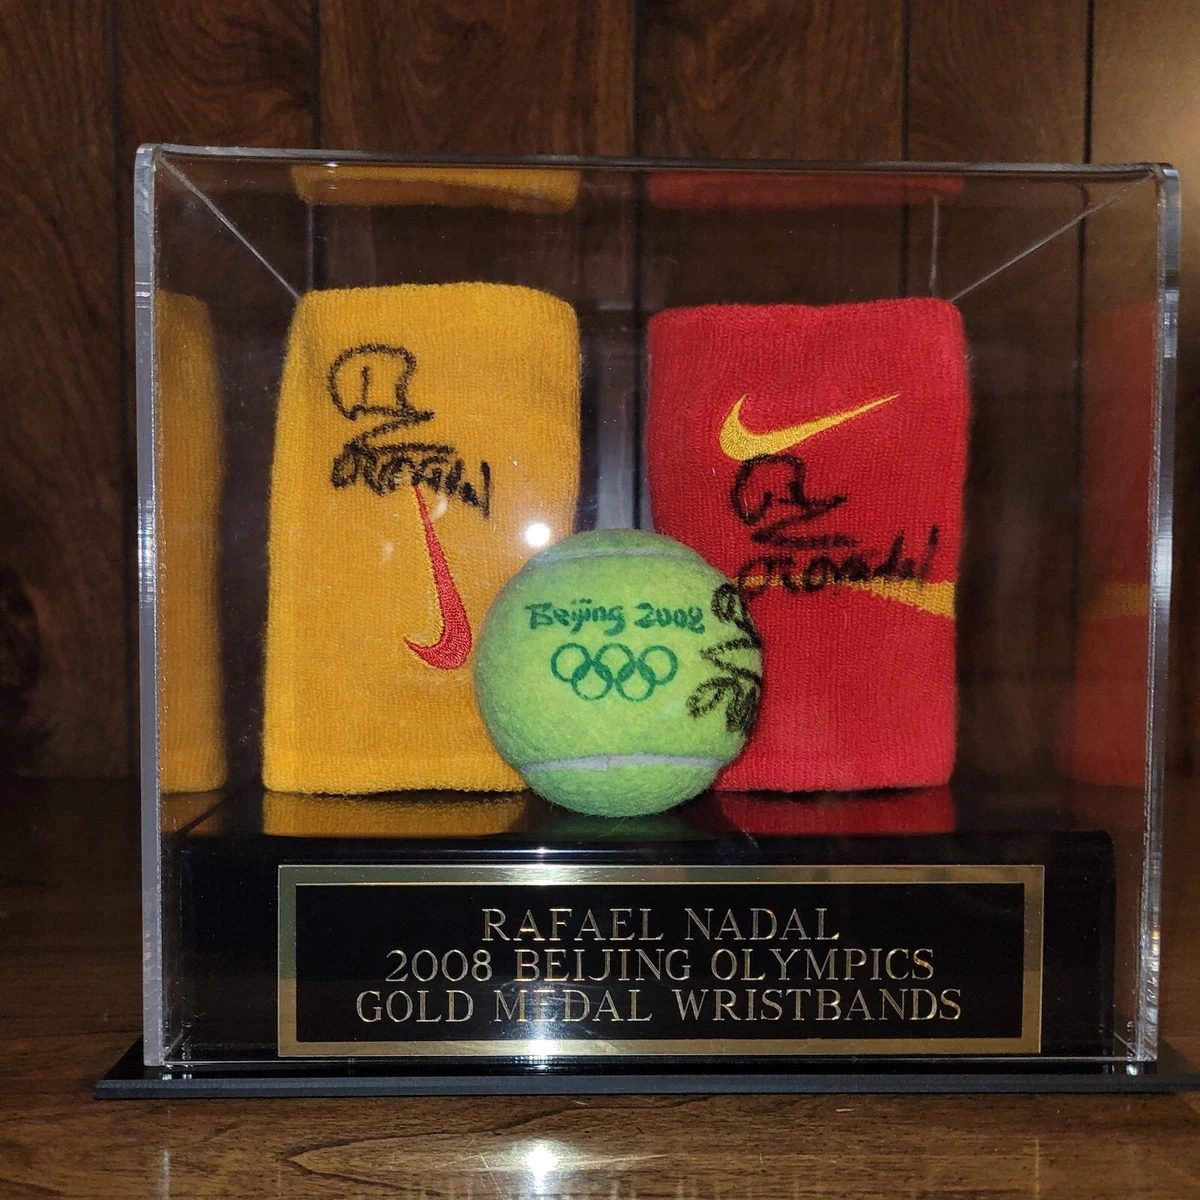 Beijing 2008
RAFAEL NADAL
2008 BEIJING OLYMPICS
GOLD MEDAL WRISTBANDS